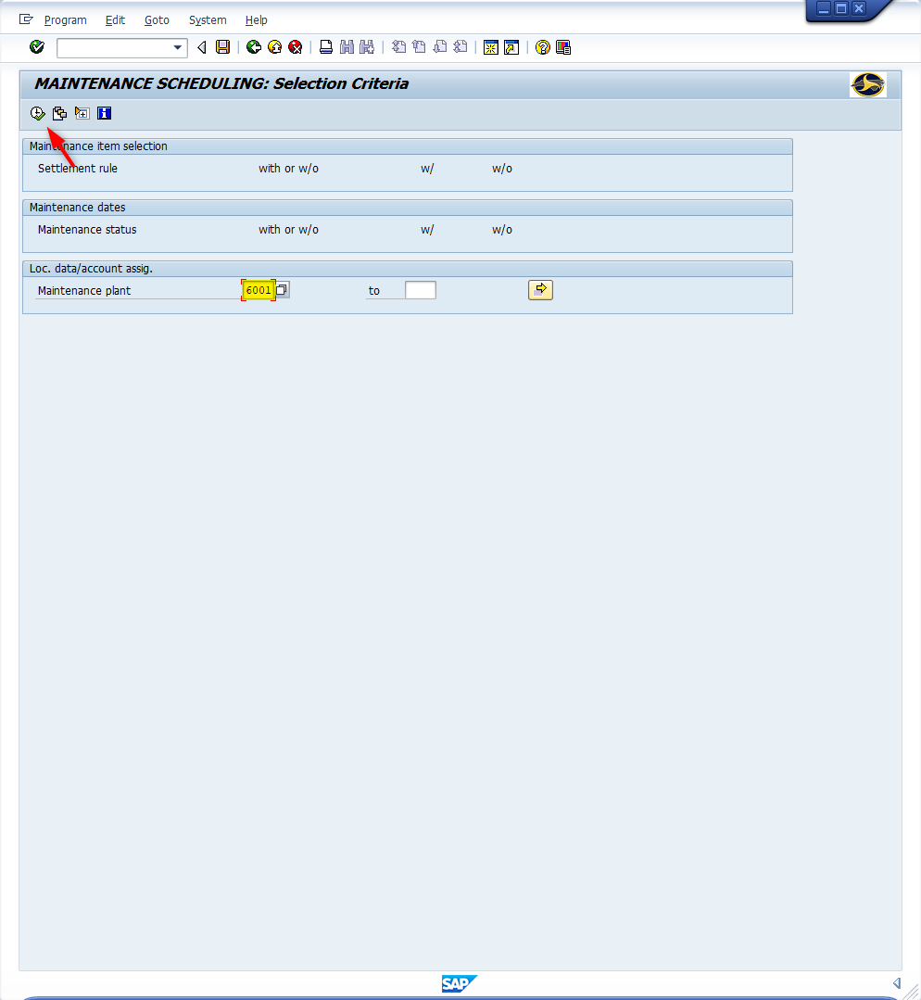 Program Edit Goto System Help
MAINTENANCE SCHEDULING: Selection Criteria
Maintenance item selection
Settlement rule with or w/o w/ w/o
Maintenance dates
Maintenance status with or w/o w/ w/o
Loc. data/account assig.
Maintenance plant 6001 to
SAP